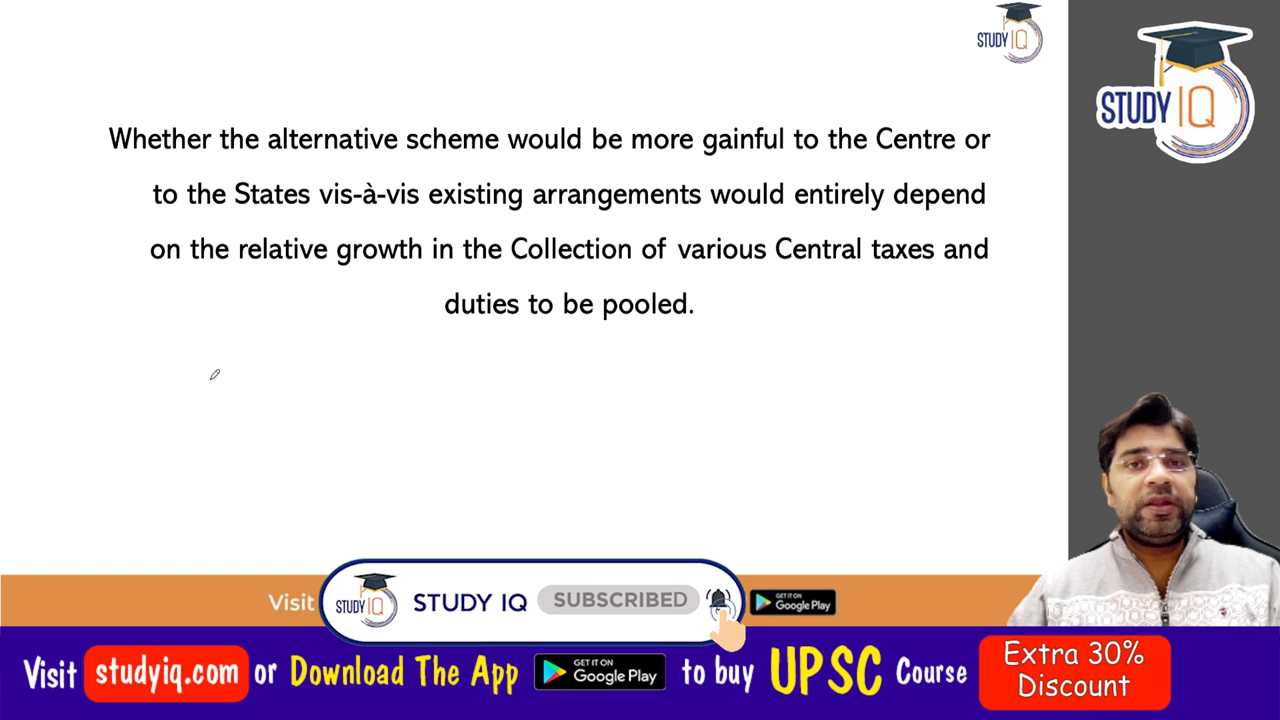 STUDY IQ
STUDY IQ
Whether the alternative scheme would be more gainful to the Centre or
to the States vis-à-vis existing arrangements would entirely depend
on the relative growth in the Collection of various Central taxes and
duties to be pooled.
Visit
STUDY IQ
STUDY IQ
SUBSCRIBED
GET IT ON
Google Play
Visit studyiq.com or Download The App
GET IT ON
Google Play
to buy UPSC Course
Extra 30%
Discount